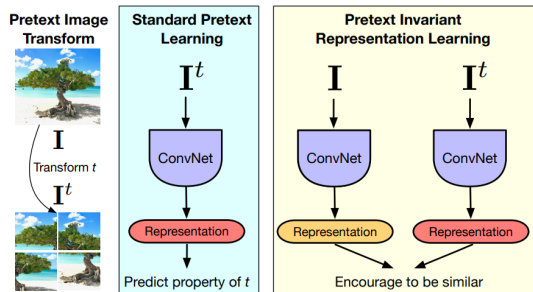 Pretext Image
Transform
I
Transform t
I^t
Standard Pretext
Learning
I^t
ConvNet
Representation
Predict property of t
Pretext Invariant
Representation Learning
I
I^t
ConvNet
ConvNet
Representation
Representation
Encourage to be similar